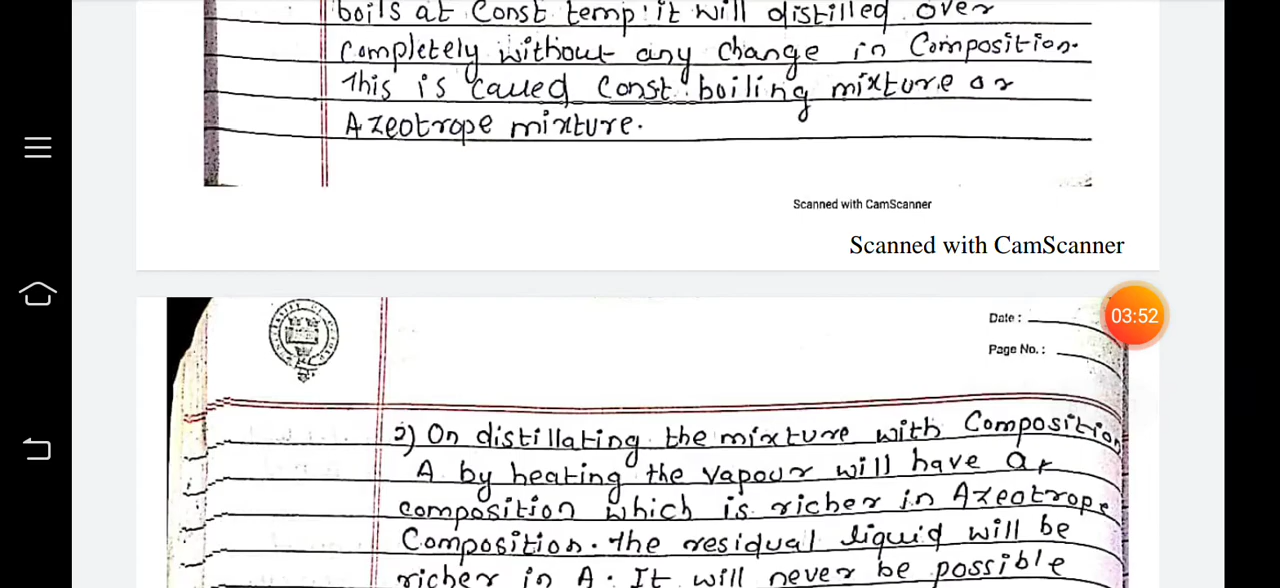 boils at Const temp: it will distilled over
Completely without any change in Composition.
This is called Const. boiling mixture or
Azeotrope mixture.
Scanned with CamScanner
Scanned with CamScanner
03:52
Date :
Page No. :
2) On distillating the mixture with Composition
A by heating the vapour will have a
composition which is richer in Azeotrope
Composition. The residual liquid will be
richer in A. It will never be possible